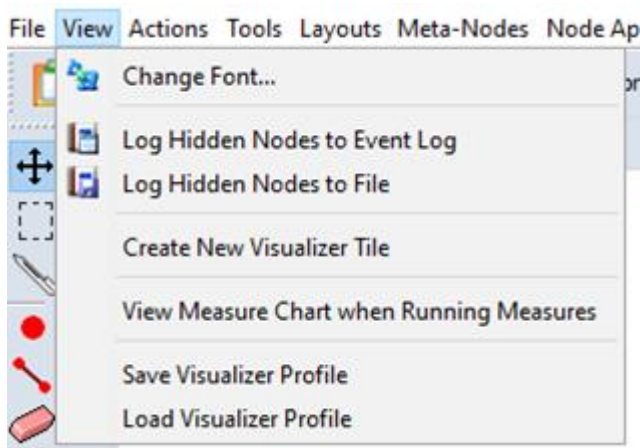 File View Actions Tools Layouts Meta-Nodes Node Ap
Change Font...
Log Hidden Nodes to Event Log
Log Hidden Nodes to File
Create New Visualizer Tile
View Measure Chart when Running Measures
Save Visualizer Profile
Load Visualizer Profile